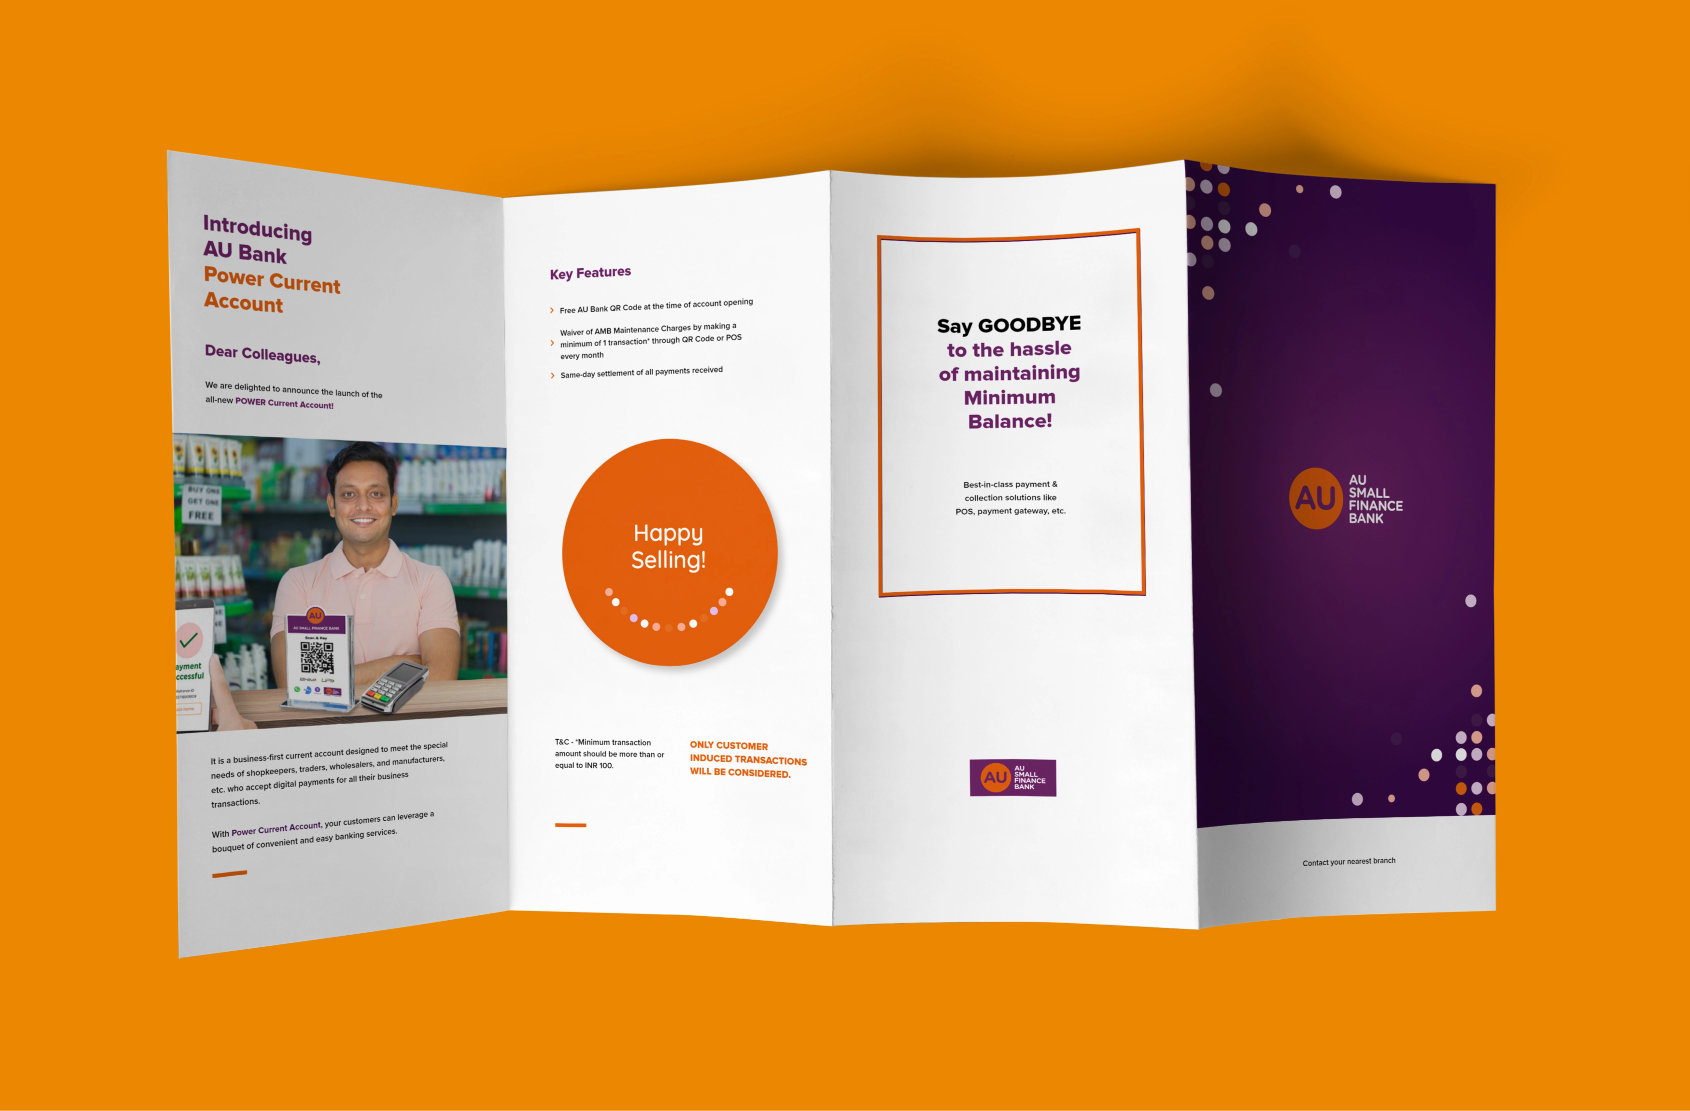 Introducing
AU Bank
Power Current
Account
Dear Colleagues,
We are delighted to announce the launch of the
all-new POWER Current Account!
BUY ONE
GET ONE
FREE
ayment
ccessful
AU
AU SMALL FINANCE BANK
Scan & Pay
It is a business-first current account designed to meet the special
needs of shopkeepers, traders, wholesalers, and manufacturers,
etc. who accept digital payments for all their business
transactions.
With Power Current Account, your customers can leverage a
bouquet of convenient and easy banking services.
Key Features
Free AU Bank QR Code at the time of account opening
Waiver of AMB Maintenance Charges by making a
minimum of 1 transaction* through QR Code or POS
every month
Same-day settlement of all payments received
Happy
Selling!
T&C - *Minimum transaction
amount should be more than or
equal to INR 100.
ONLY CUSTOMER
INDUCED TRANSACTIONS
WILL BE CONSIDERED.
Say GOODBYE
to the hassle
of maintaining
Minimum
Balance!
Best-in-class payment &
collection solutions like
POS, payment gateway, etc.
AU
AU
SMALL
FINANCE
BANK
AU
AU
SMALL
FINANCE
BANK
Contact your nearest branch